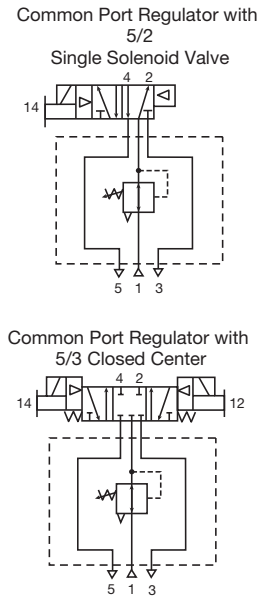 Common Port Regulator with
5/2
Single Solenoid Valve
4 2
14
5 1 3
Common Port Regulator with
5/3 Closed Center
4 2
14 12
5 1 3